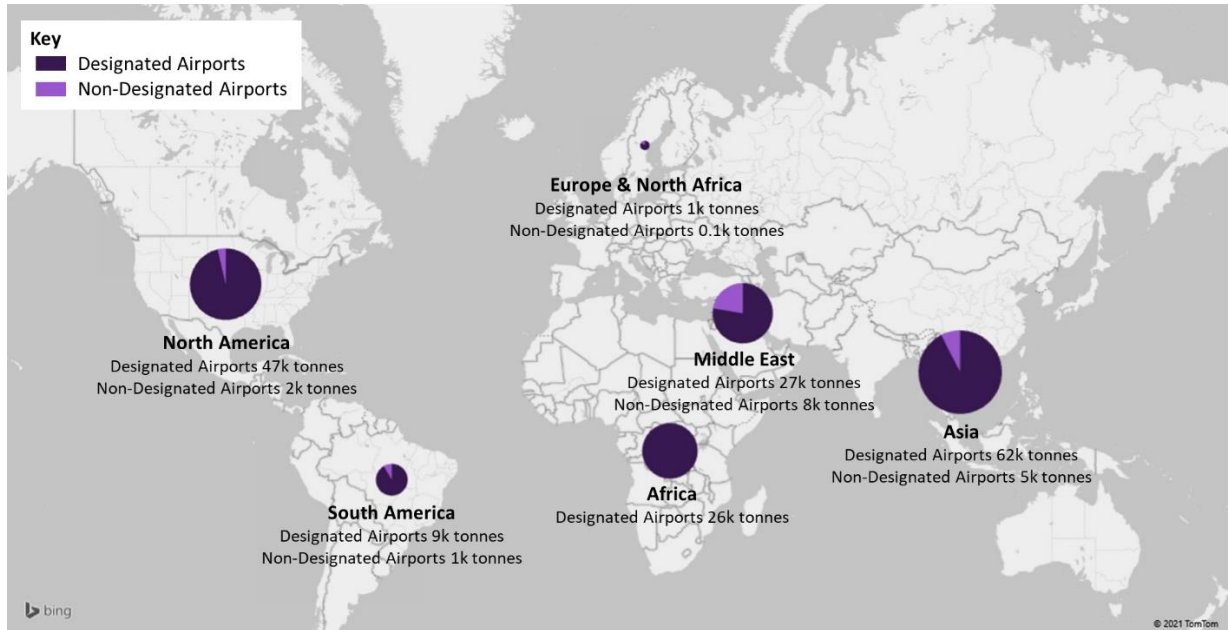 Key
Designated Airports
Non-Designated Airports
Europe & North Africa
Designated Airports 1k tonnes
Non-Designated Airports 0.1k tonnes
North America
Designated Airports 47k tonnes
Non-Designated Airports 2k tonnes
Middle East
Designated Airports 27k tonnes
Non-Designated Airports 8k tonnes
Asia
Designated Airports 62k tonnes
Non-Designated Airports 5k tonnes
Africa
Designated Airports 26k tonnes
South America
Designated Airports 9k tonnes
Non-Designated Airports 1k tonnes
bing
© 2021 TomTom